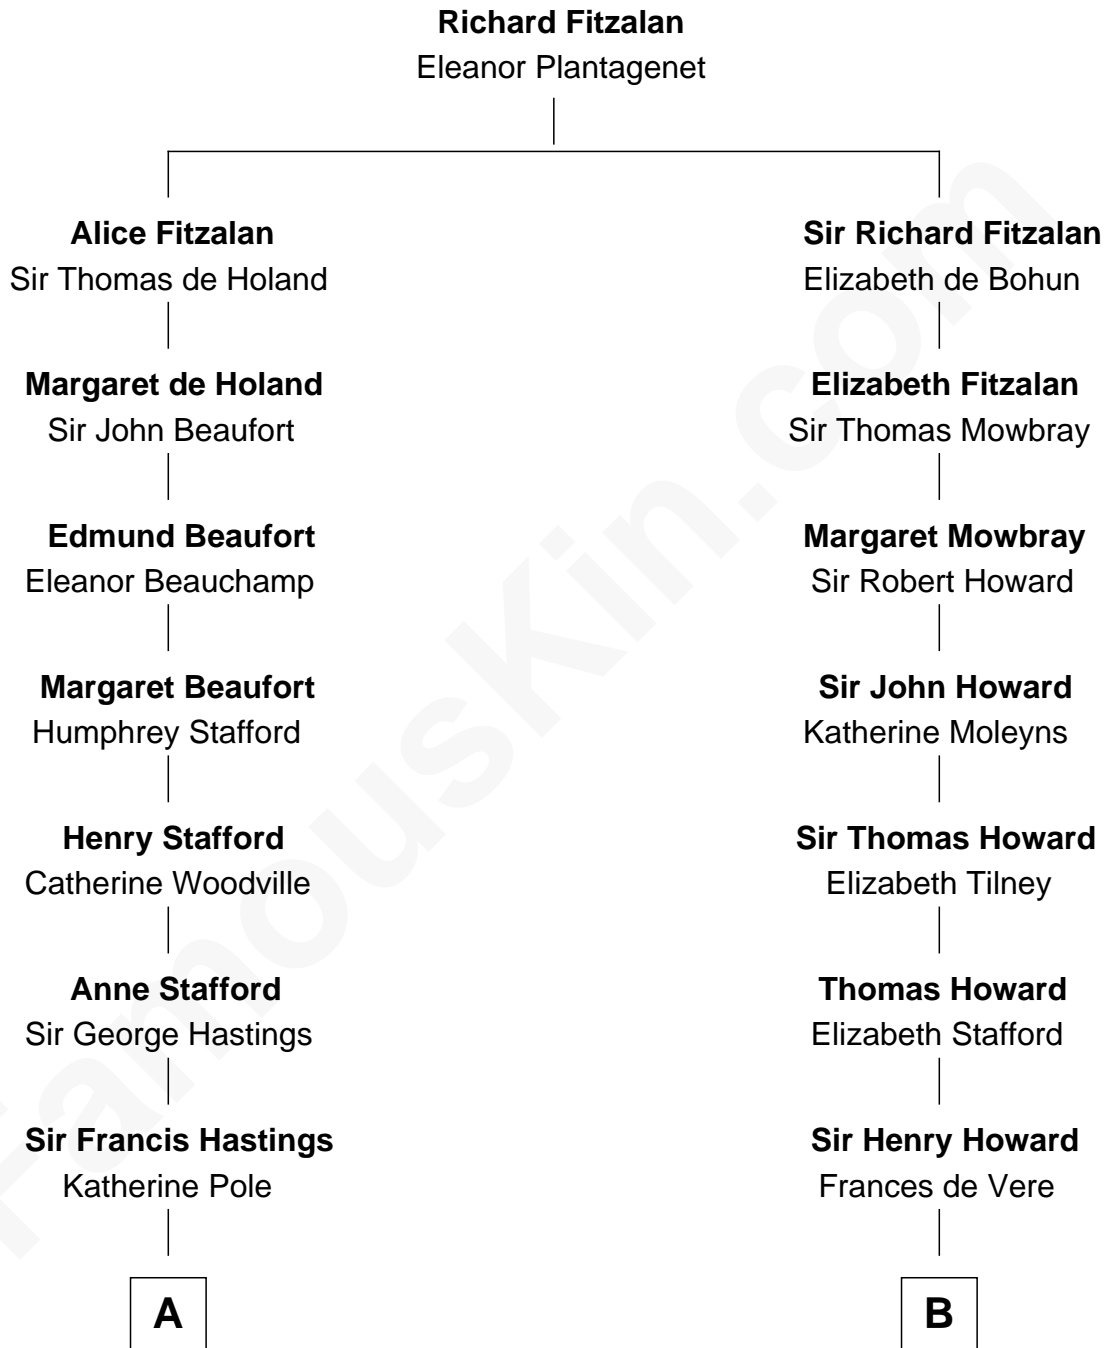 Richard Fitzalan
Eleanor Plantagenet
Alice Fitzalan
Sir Thomas de Holand
Sir Richard Fitzalan
Elizabeth de Bohun
Margaret de Holand
Sir John Beaufort
Elizabeth Fitzalan
Sir Thomas Mowbray
Edmund Beaufort
Eleanor Beauchamp
Margaret Mowbray
Sir Robert Howard
Margaret Beaufort
Humphrey Stafford
Sir John Howard
Katherine Moleyns
Henry Stafford
Catherine Woodville
Sir Thomas Howard
Elizabeth Tilney
Anne Stafford
Sir George Hastings
Thomas Howard
Elizabeth Stafford
Sir Francis Hastings
Katherine Pole
Sir Henry Howard
Frances de Vere
A
B
FamousKin.com